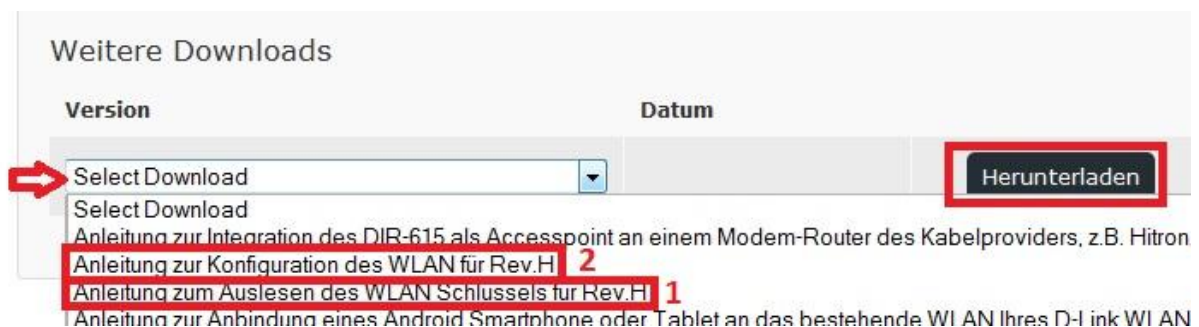 Weitere Downloads
Version Datum
Select Download Herunterladen
Select Download
Anleitung zur Integration des DIR-615 als Accesspoint an einem Modem-Router des Kabelproviders, z.B. Hitron
Anleitung zur Konfiguration des WLAN für Rev.H 2
Anleitung zum Auslesen des WLAN Schlüssels für Rev.H 1
Anleitung zur Anbindung eines Android Smartphone oder Tablet an das bestehende WLAN Ihres D-Link WLAN